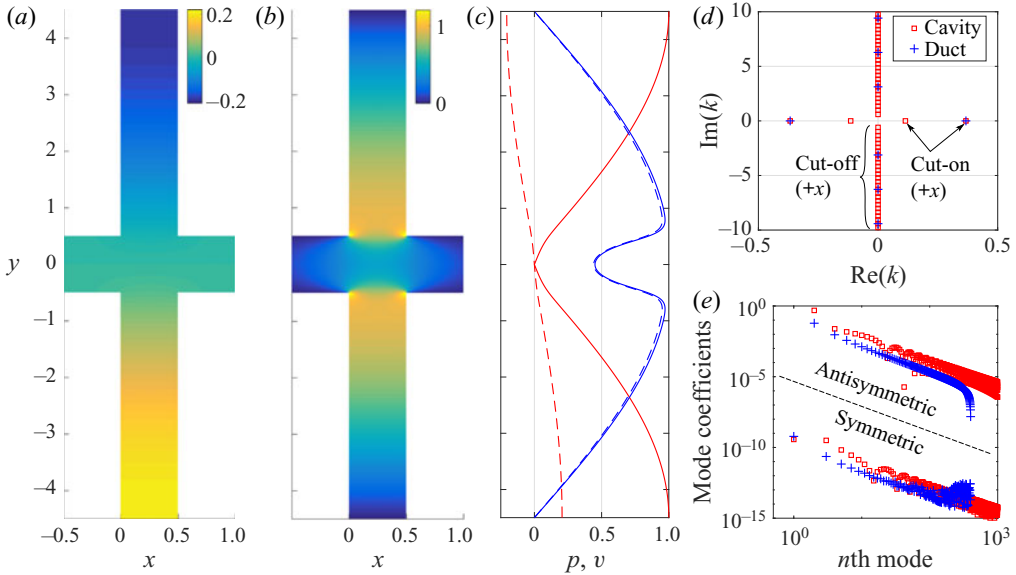 (a)
0.2
0
−0.2
4
3
2
1
y
0
−1
−2
−3
−4
−0.5
0
0.5
1.0
x
(b)
1
0
0
0.5
1.0
x
(c)
0
0.5
1.0
p, v
(d)
10
5
0
−5
−10
Im(k)
Cavity
Duct
Cut-off
(+x)
Cut-on
(+x)
−0.5
0
0.5
Re(k)
(e)
10^0
10^−5
10^−10
10^−15
Mode coefficients
Antisymmetric
Symmetric
10^0
10^3
nth mode